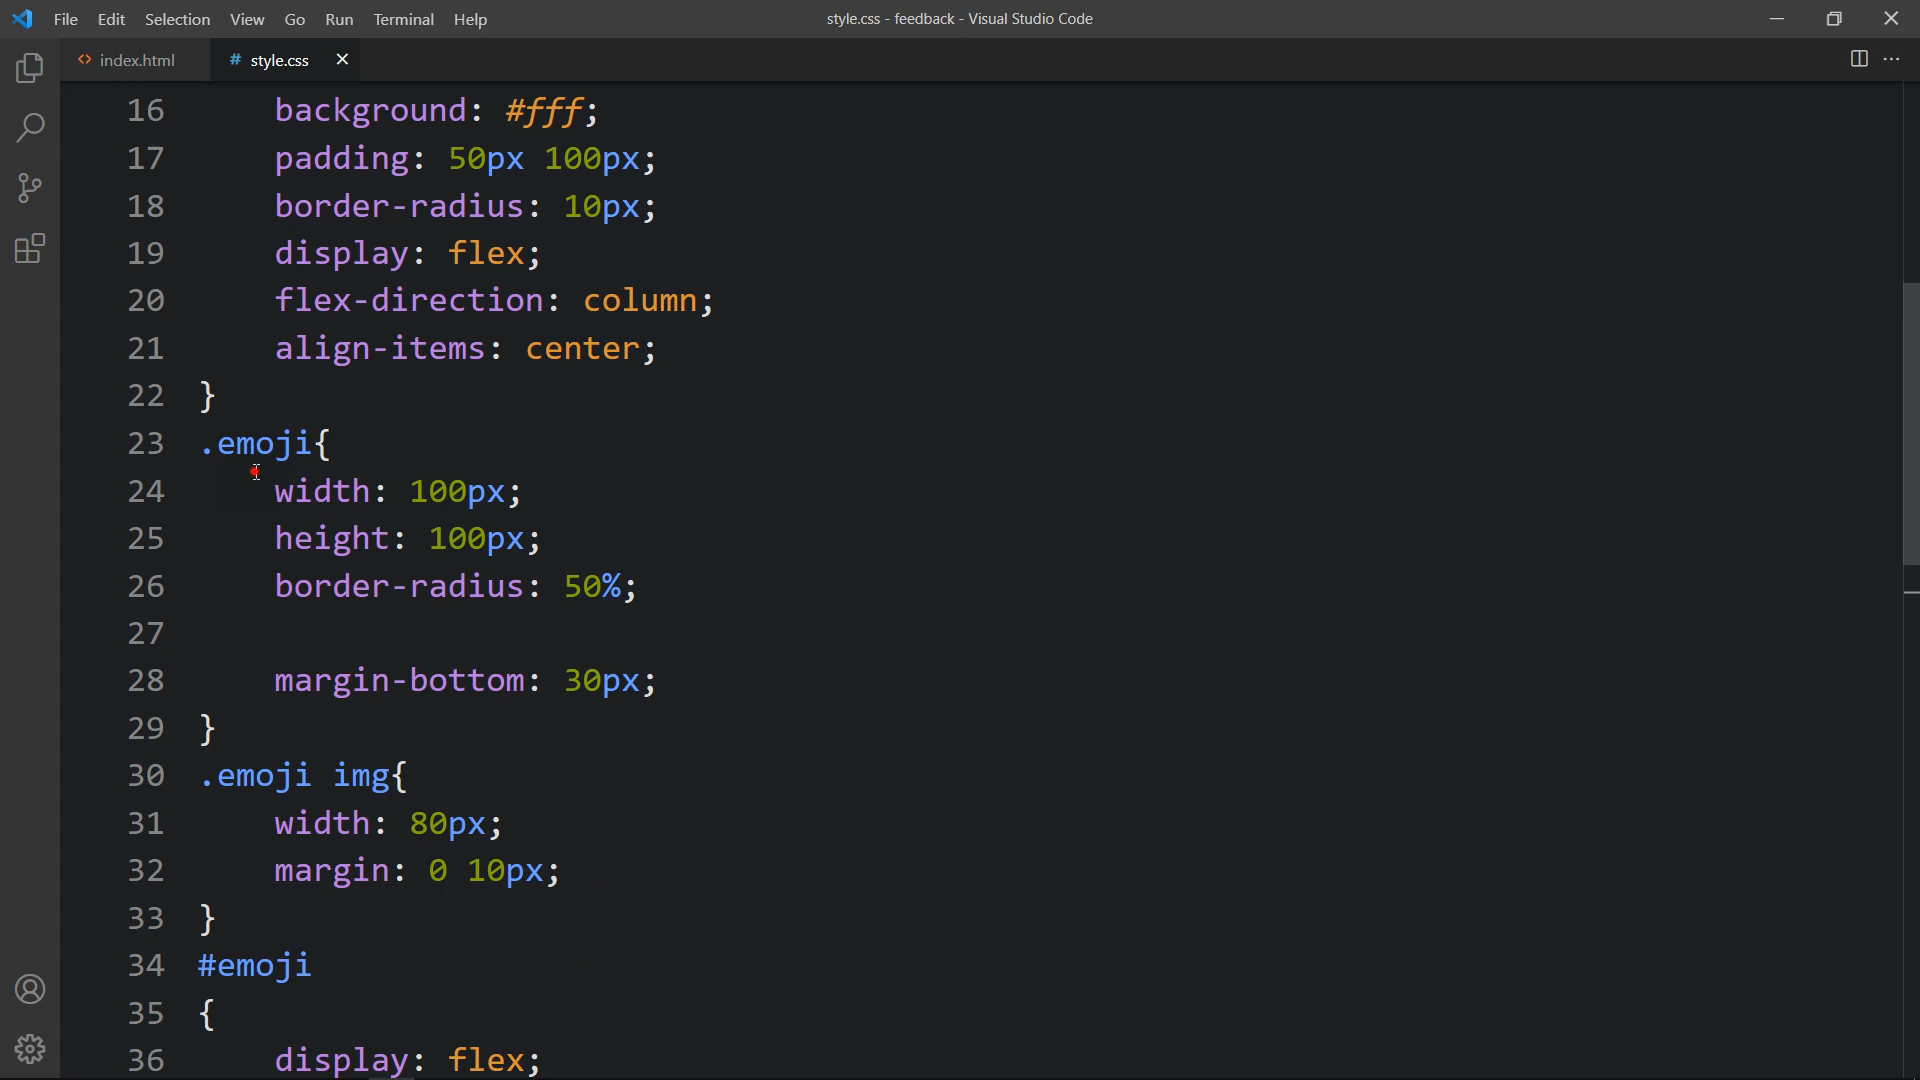 File Edit Selection View Go Run Terminal Help style.css - feedback - Visual Studio Code
<> index.html # style.css
16 background: #fff;
17 padding: 50px 100px;
18 border-radius: 10px;
19 display: flex;
20 flex-direction: column;
21 align-items: center;
22 }
23 .emoji{
24 width: 100px;
25 height: 100px;
26 border-radius: 50%;
27
28 margin-bottom: 30px;
29 }
30 .emoji img{
31 width: 80px;
32 margin: 0 10px;
33 }
34 #emoji
35 {
36 display: flex;